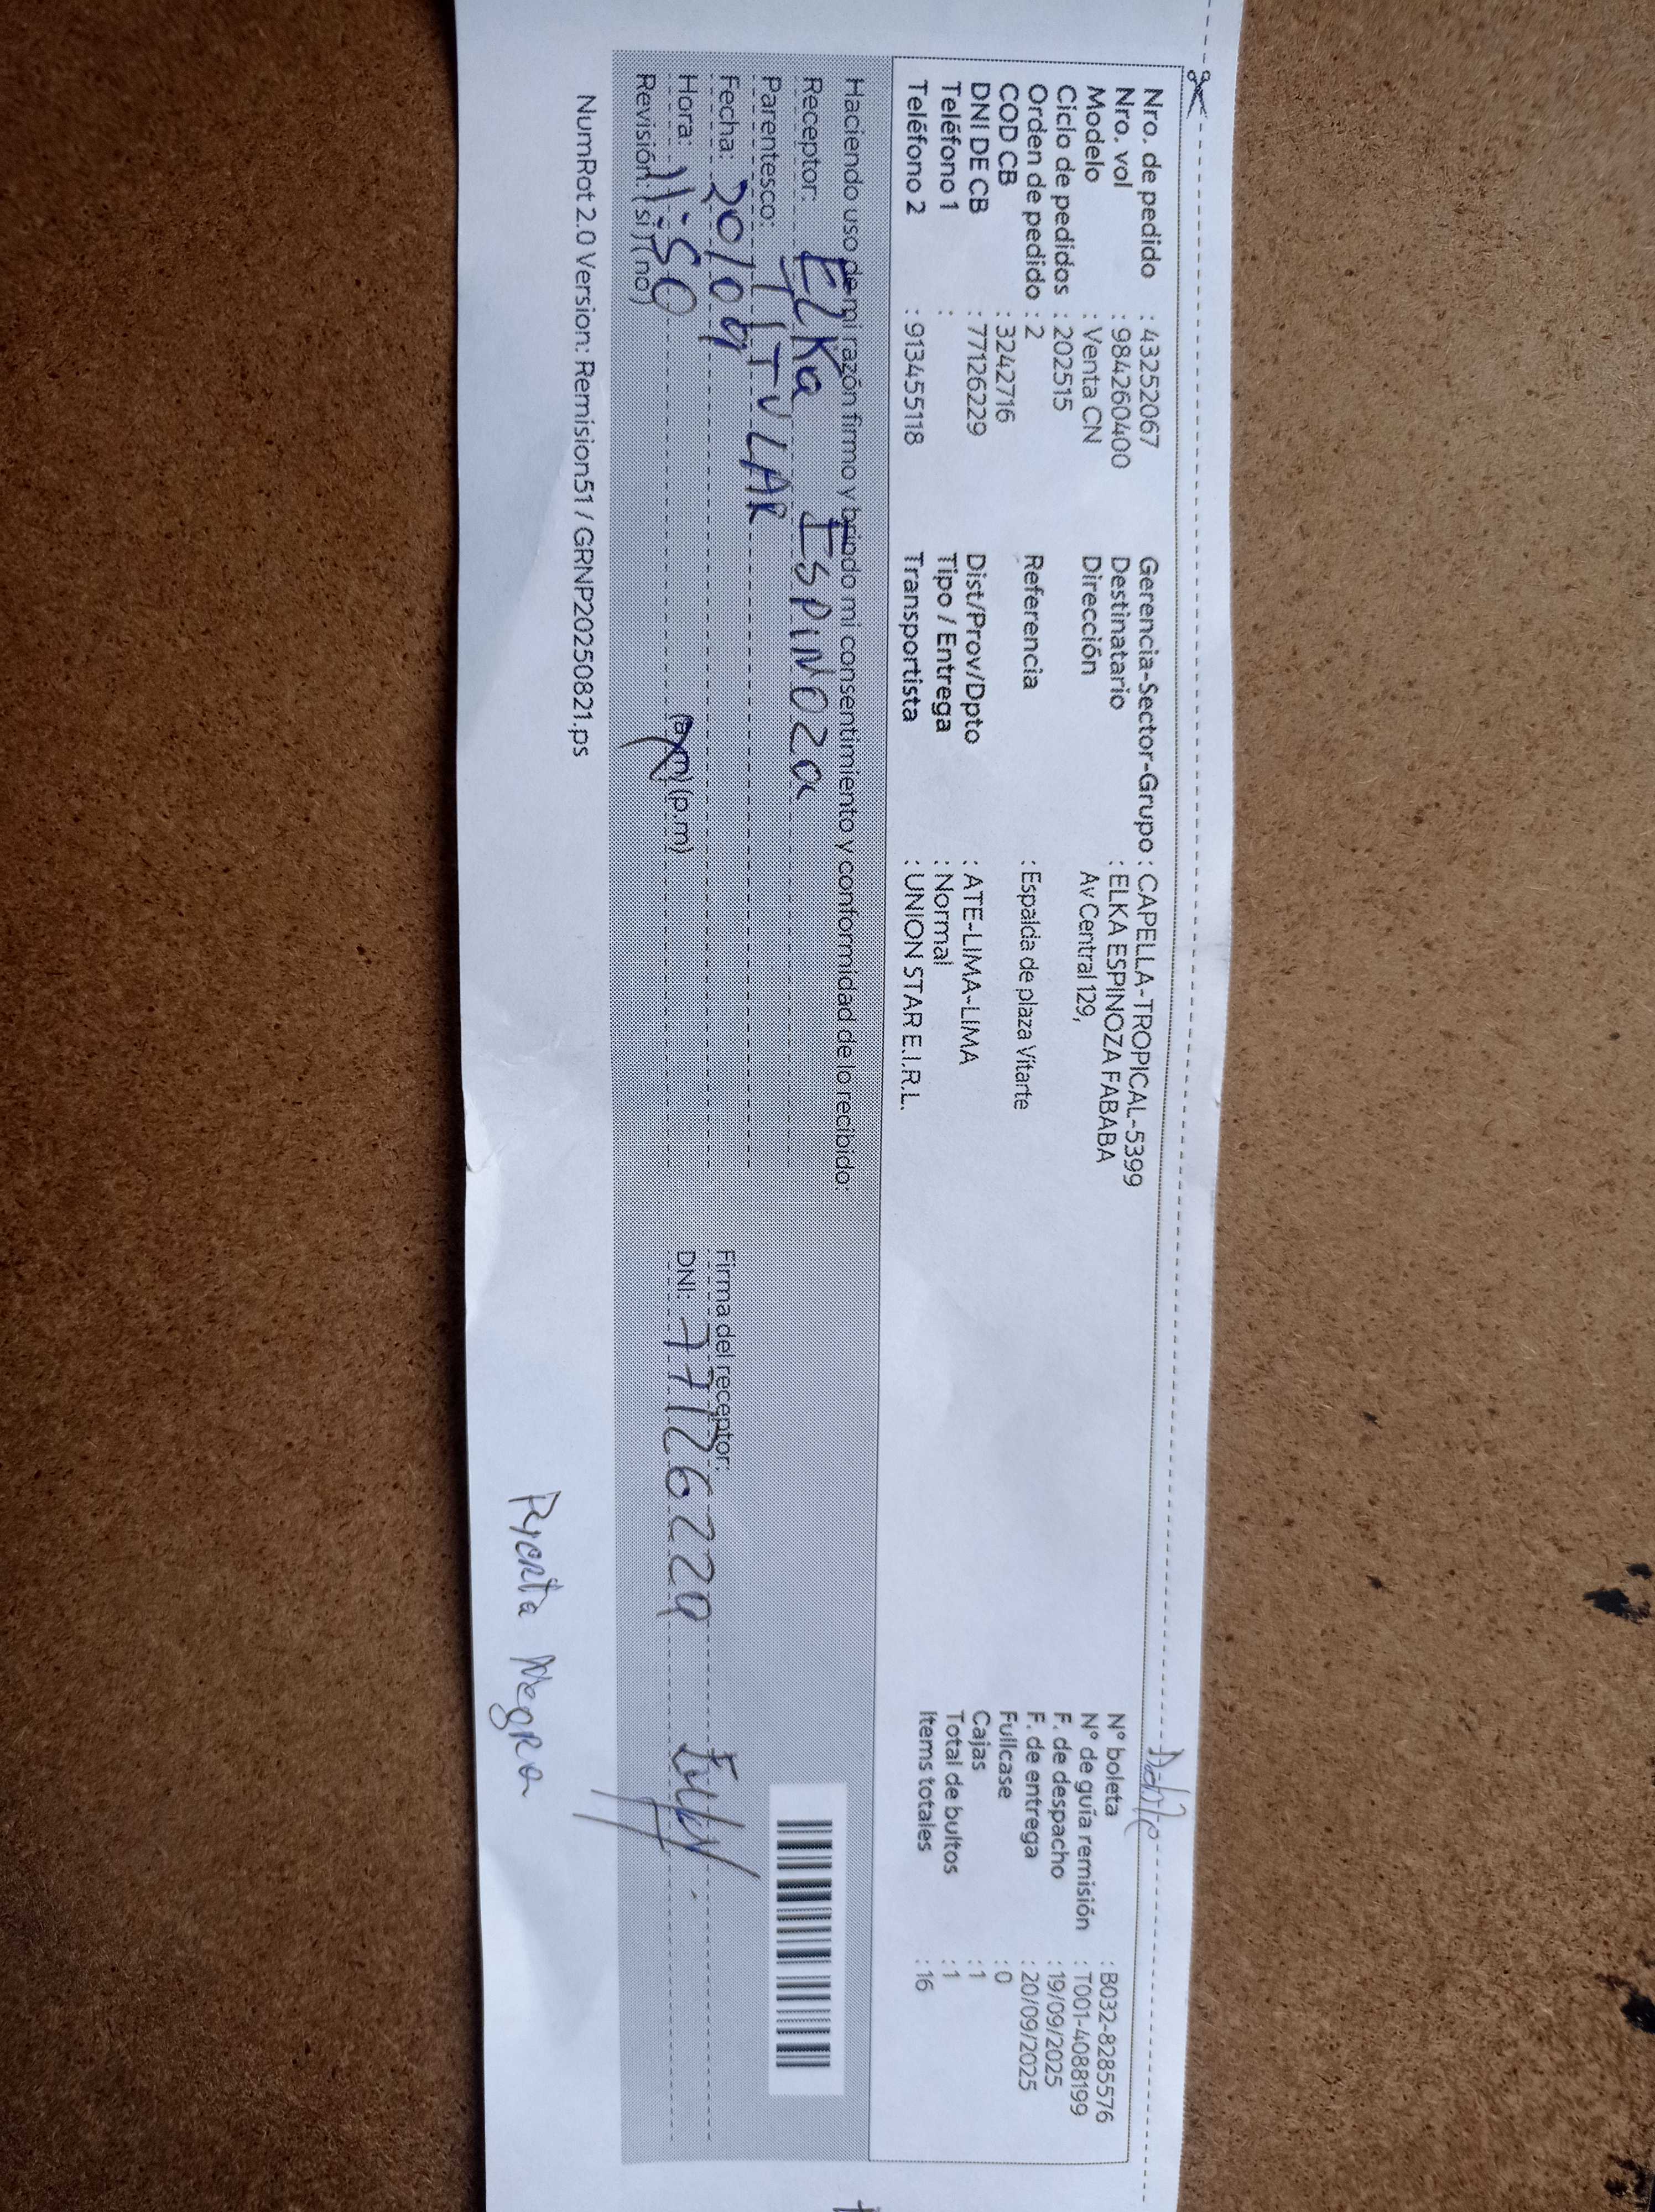 Nro. de pedido : 43252067
Nro. vol : 984260400
Modelo : Venta CN
Ciclo de pedidos : 202515
Orden de pedido : 2
COD CB : 3242716
DNI DE CB : 77126229
Teléfono 1 :
Teléfono 2 : 913455118
Gerencia-Sector-Grupo : CAPELLA-TROPICAL-5399
Destinatario : ELKA ESPINOZA FABABA
Dirección Av Central 129,
Referencia : Espalda de plaza Vitarte
Dist/Prov/Dpto : ATE-LIMA-LIMA
Tipo / Entrega : Normal
Transportista : UNION STAR E.I.R.L.
N° boleta : B032-8285576
N° de guía remisión : T001-4088199
F. de despacho : 19/09/2025
F. de entrega : 20/09/2025
Fullcase : 0
Cajas : 1
Total de bultos : 1
Items totales : 16
Haciendo uso de mi razón firmo y brindo mi consentimiento y conformidad de lo recibido:
Receptor: ELKa ESPiNOZa
Parentesco: TITULAR
Fecha: 20/09
Hora: 11:50 (a.m) (p.m)
Revisión: ( si ) ( no )
Firma del receptor:
DNI: 77126229
NumRot 2.0 Version: Remision51 / GRNP20250821.ps
Puerta Negra